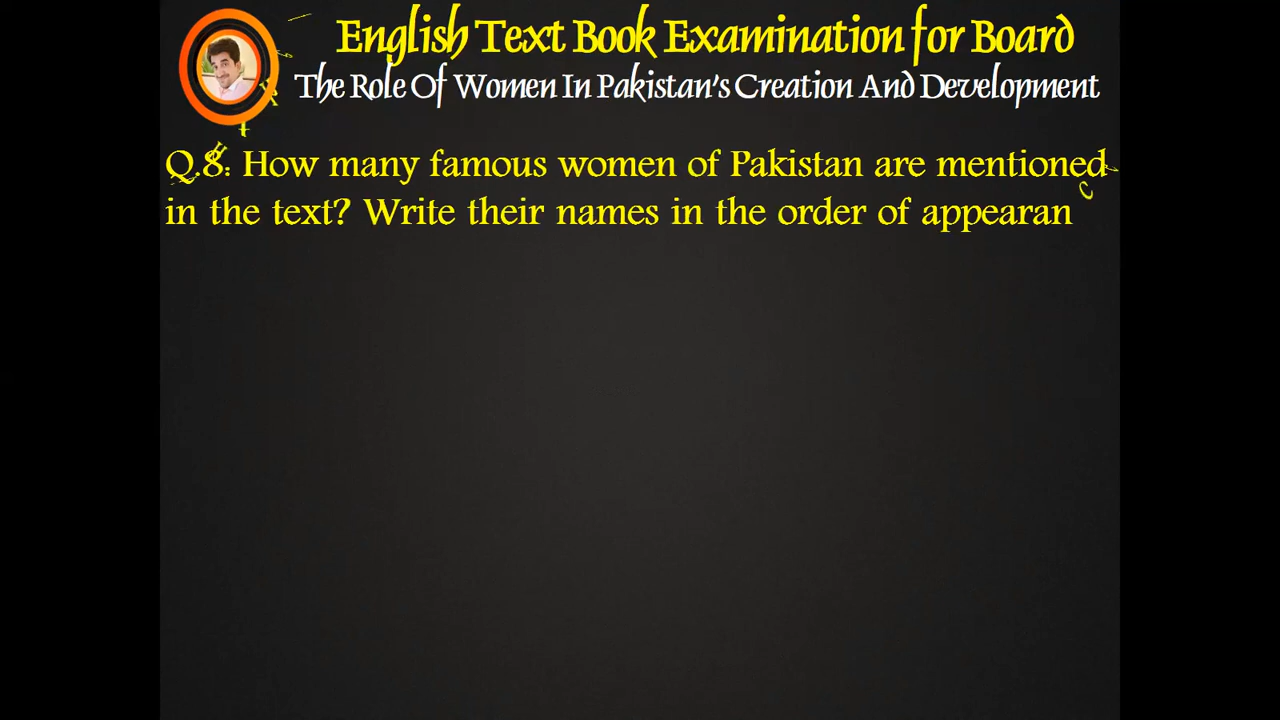 English Text Book Examination for Board
The Role Of Women In Pakistan's Creation And Development
Q.8: How many famous women of Pakistan are mentioned
in the text? Write their names in the order of appearan c